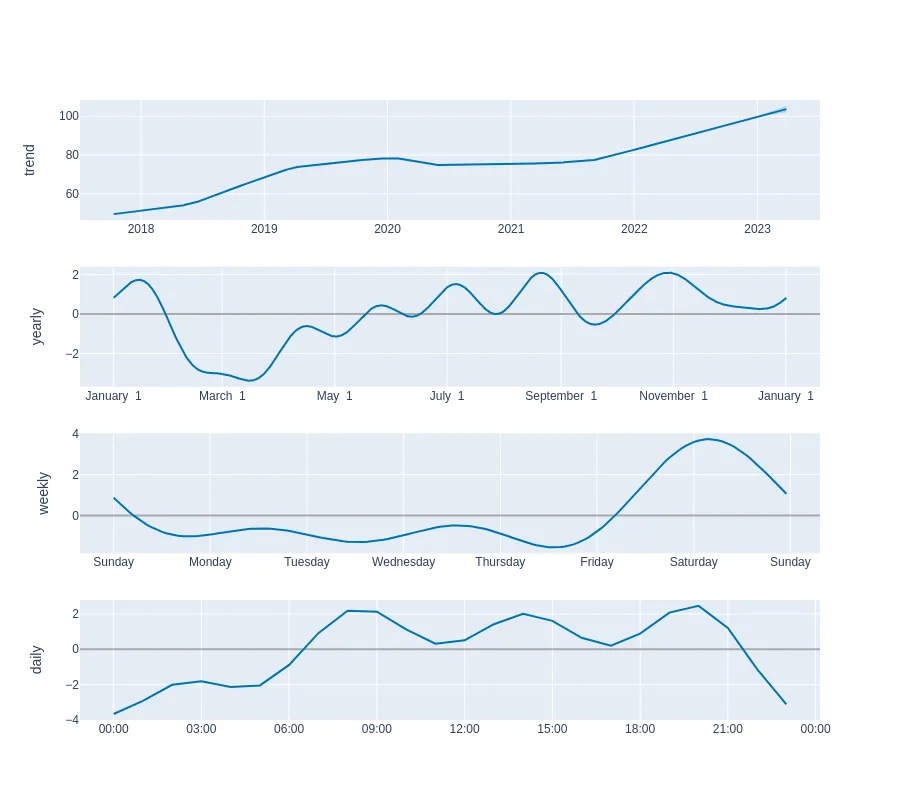 trend
100
80
60
2018 2019 2020 2021 2022 2023
yearly
2
0
−2
January 1 March 1 May 1 July 1 September 1 November 1 January 1
weekly
4
2
0
Sunday Monday Tuesday Wednesday Thursday Friday Saturday Sunday
daily
2
0
−2
−4
00:00 03:00 06:00 09:00 12:00 15:00 18:00 21:00 00:00